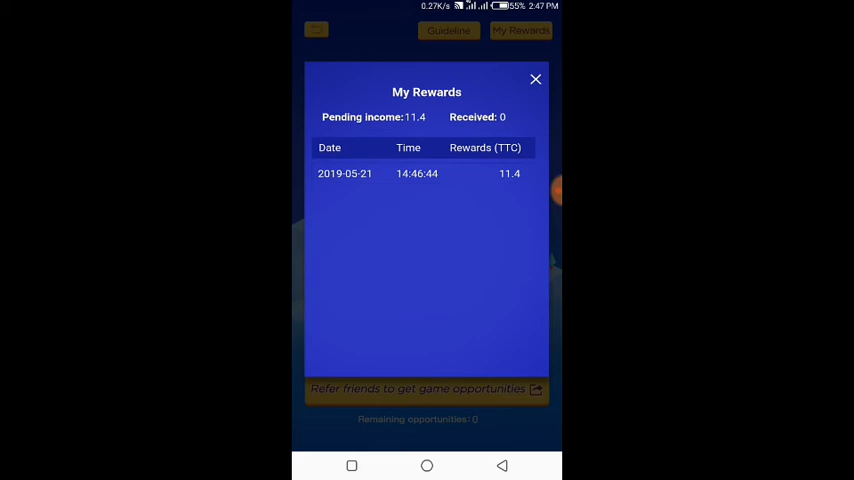 0.27K/s 55% 2:47 PM
Guideline My Rewards
My Rewards
Pending income: 11.4 Received: 0
Date Time Rewards (TTC)
2019-05-21 14:46:44 11.4
Refer friends to get game opportunities
Remaining opportunities: 0